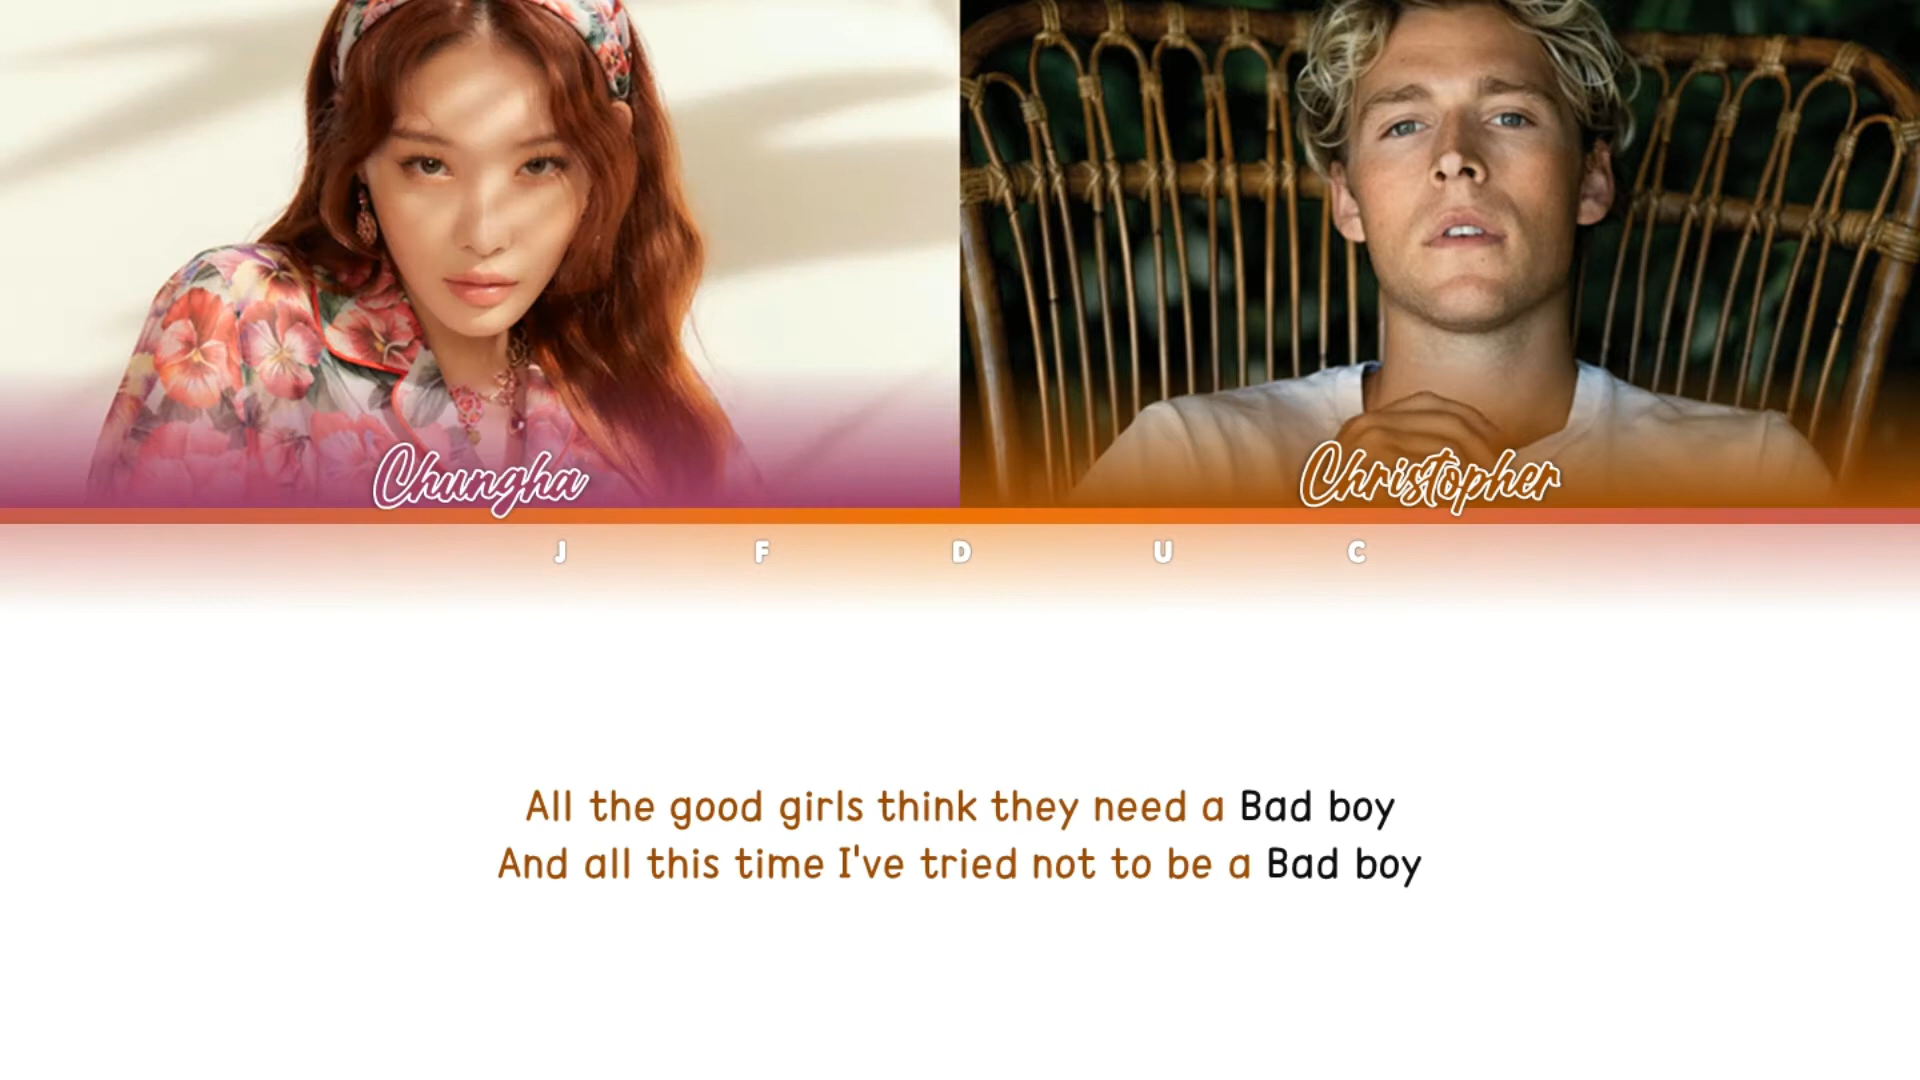 Chungha
Christopher
J F D U C
All the good girls think they need a Bad boy
And all this time I've tried not to be a Bad boy